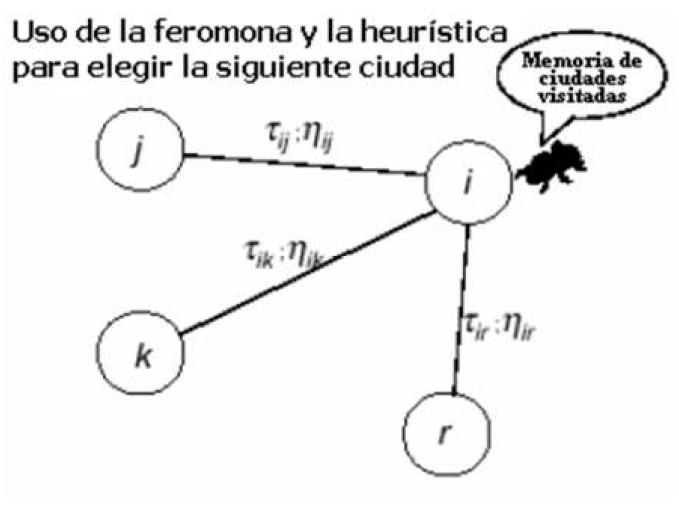 Uso de la feromona y la heurística
para elegir la siguiente ciudad
Memoria de
ciudades
visitadas
j
τij ; ηij
i
τik ; ηik
k
τir ; ηir
r